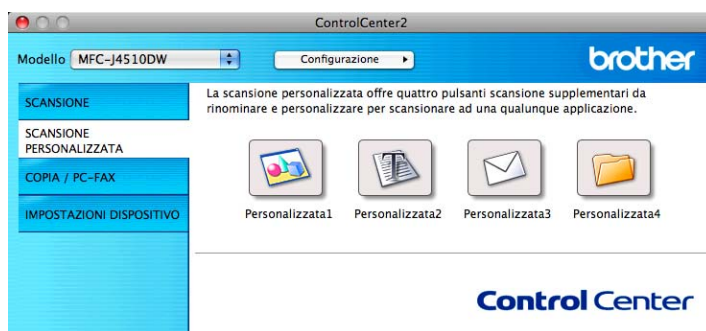 ControlCenter2
Modello MFC-J4510DW Configurazione brother
SCANSIONE
SCANSIONE
PERSONALIZZATA
COPIA / PC-FAX
IMPOSTAZIONI DISPOSITIVO
La scansione personalizzata offre quattro pulsanti scansione supplementari da
rinominare e personalizzare per scansionare ad una qualunque applicazione.
Personalizzata1 Personalizzata2 Personalizzata3 Personalizzata4
Control Center